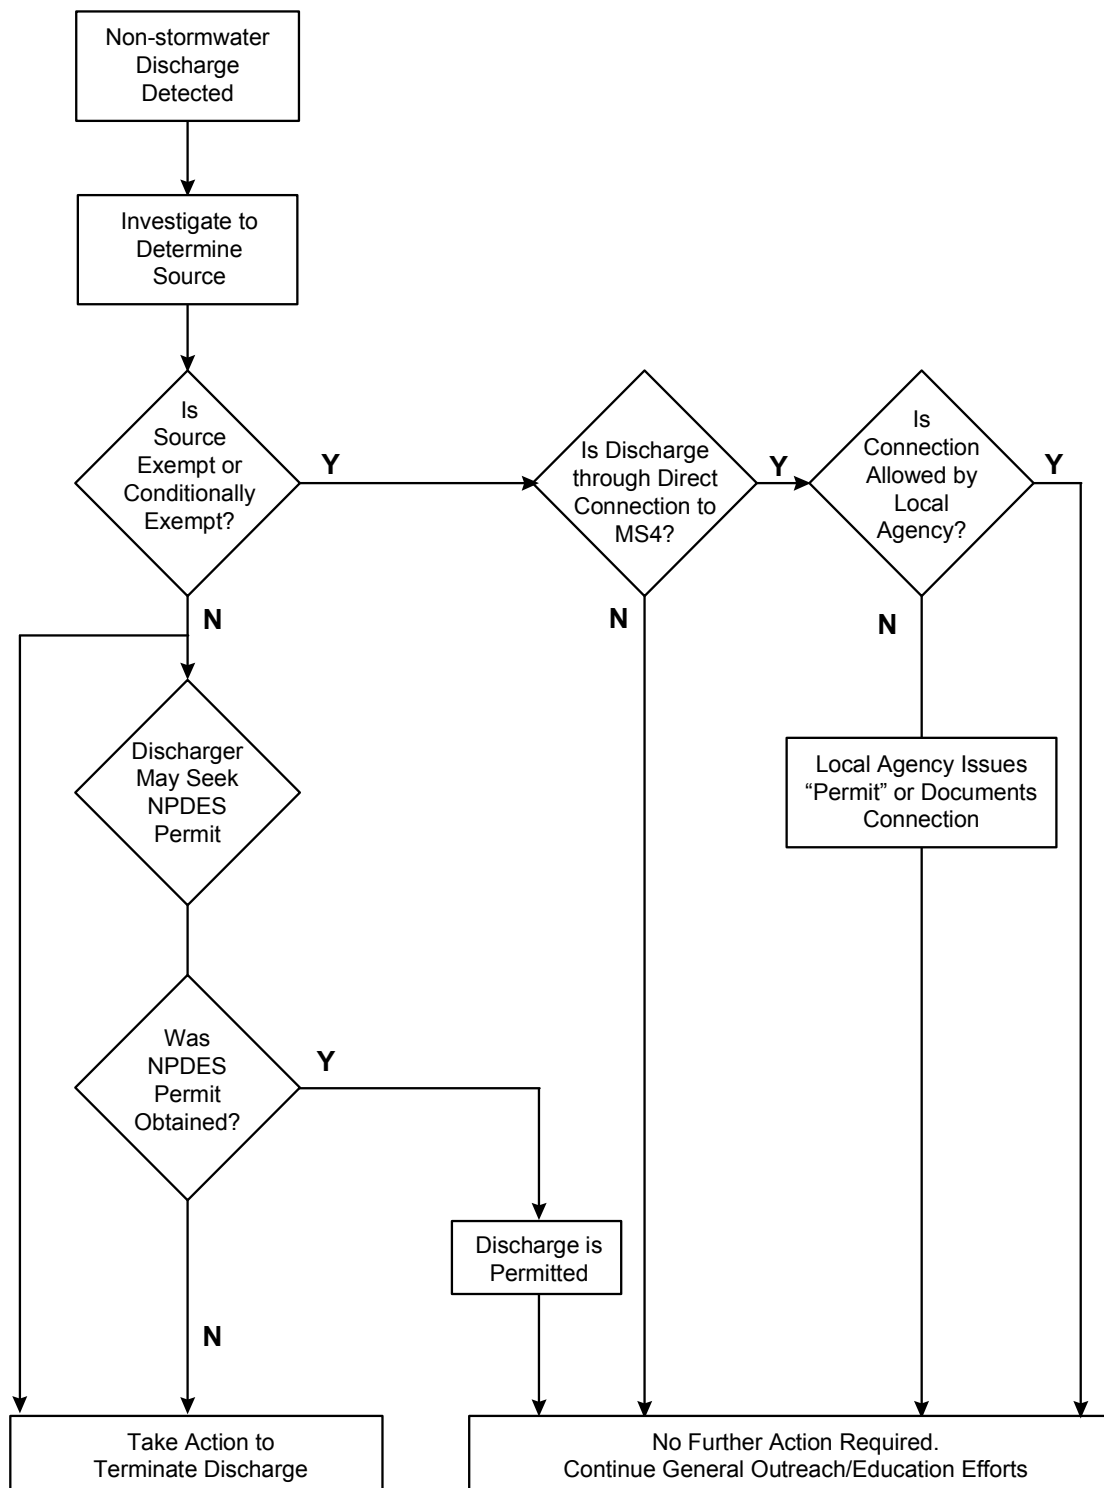 Non-stormwater
Discharge
Detected
Investigate to
Determine
Source
Is
Source
Exempt or
Conditionally
Exempt?
Y
Is Discharge
through Direct
Connection to
MS4?
Y
Is
Connection
Allowed by
Local
Agency?
Y
N
N
N
Discharger
May Seek
NPDES
Permit
Local Agency Issues
“Permit” or Documents
Connection
Was
NPDES
Permit
Obtained?
Y
Discharge is
Permitted
N
Take Action to
Terminate Discharge
No Further Action Required.
Continue General Outreach/Education Efforts